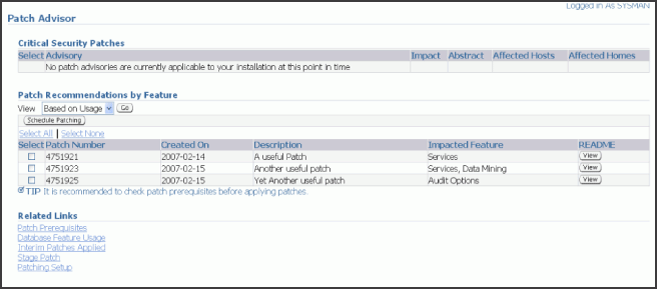 Logged in As SYSMAN
Patch Advisor
Critical Security Patches
Select Advisory Impact Abstract Affected Hosts Affected Homes
No patch advisories are currently applicable to your installation at this point in time
Patch Recommendations by Feature
View Based on Usage Go
Schedule Patching
Select All | Select None
Select Patch Number Created On Description Impacted Feature README
4751921 2007-02-14 A useful Patch Services View
4751923 2007-02-15 Another useful patch Services, Data Mining View
4751925 2007-02-15 Yet Another useful patch Audit Options View
TIP It is recommended to check patch prerequisites before applying patches.
Related Links
Patch Prerequisites
Database Feature Usage
Interim Patches Applied
Stage Patch
Patching Setup